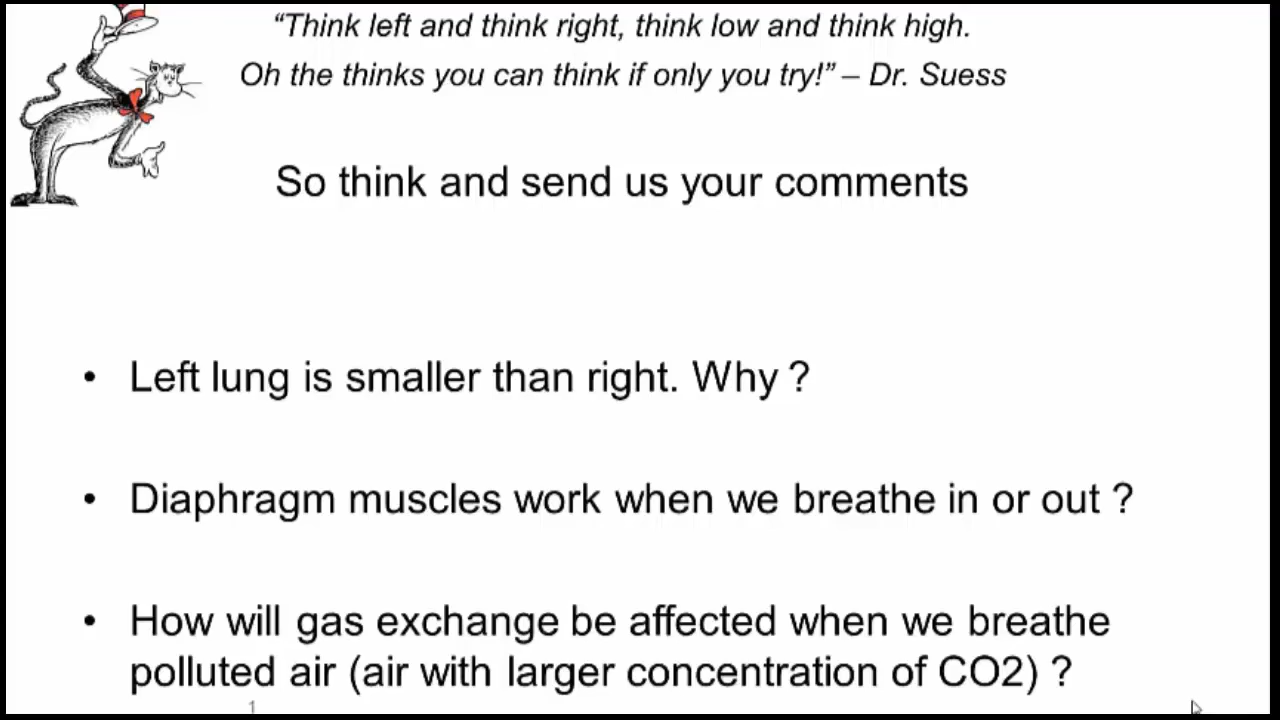 “Think left and think right, think low and think high.
Oh the thinks you can think if only you try!” – Dr. Suess
So think and send us your comments
• Left lung is smaller than right. Why ?
• Diaphragm muscles work when we breathe in or out ?
• How will gas exchange be affected when we breathe
polluted air (air with larger concentration of CO2) ?
1